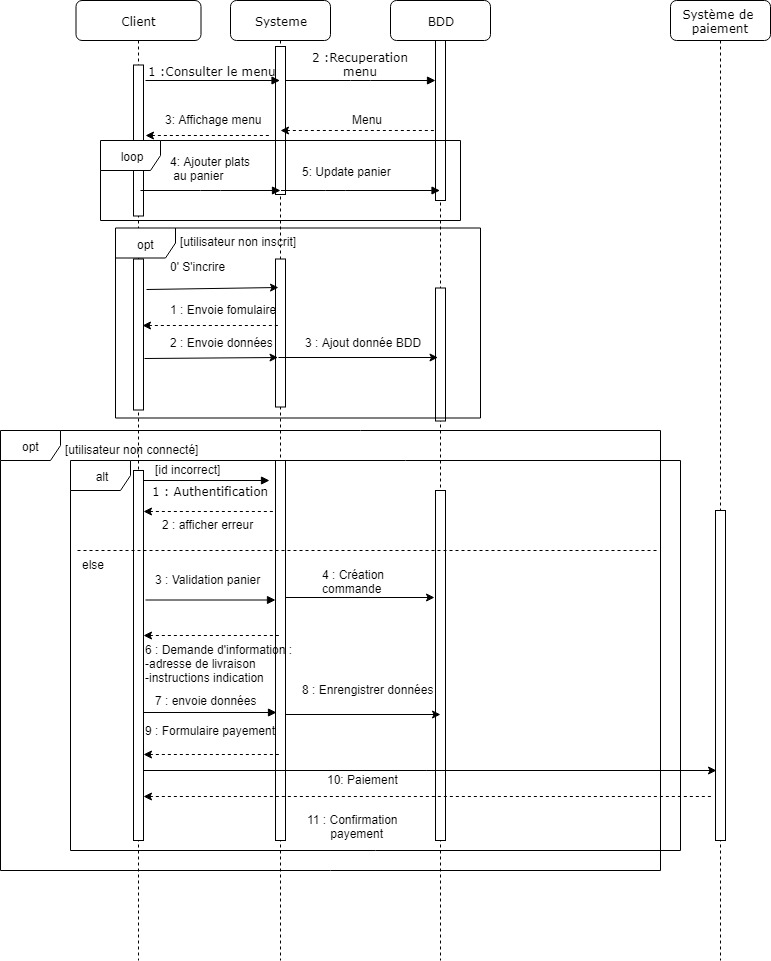 Client
Systeme
BDD
Système de
paiement
1 :Consulter le menu
2 :Recuperation
menu
3: Affichage menu
Menu
loop
4: Ajouter plats
au panier
5: Update panier
opt
[utilisateur non inscrit]
0' S'incrire
1 : Envoie fomulaire
2 : Envoie données
3 : Ajout donnée BDD
opt
[utilisateur non connecté]
alt
[id incorrect]
1 : Authentification
2 : afficher erreur
else
3 : Validation panier
4 : Création
commande
6 : Demande d'information :
-adresse de livraison
-instructions indication
7 : envoie données
8 : Enrengistrer données
9 : Formulaire payement
10: Paiement
11 : Confirmation
payement